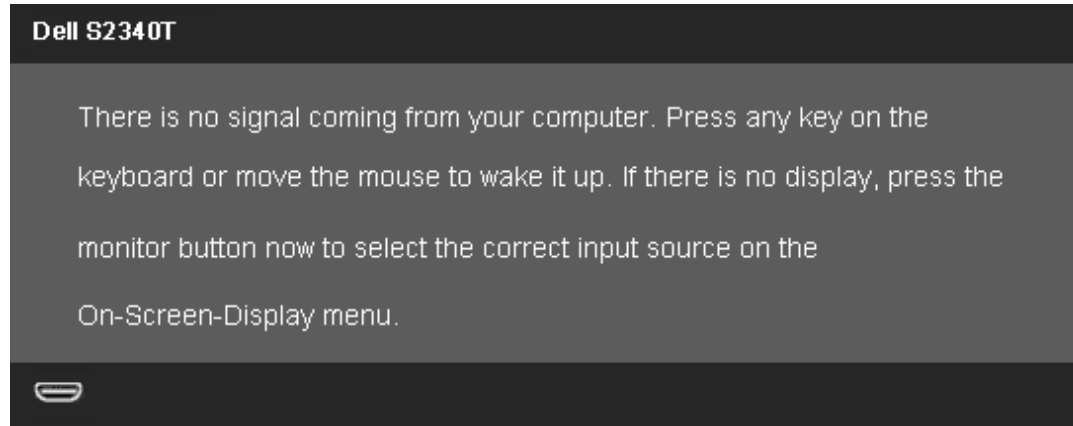 Dell S2340T
There is no signal coming from your computer. Press any key on the
keyboard or move the mouse to wake it up. If there is no display, press the
monitor button now to select the correct input source on the
On-Screen-Display menu.